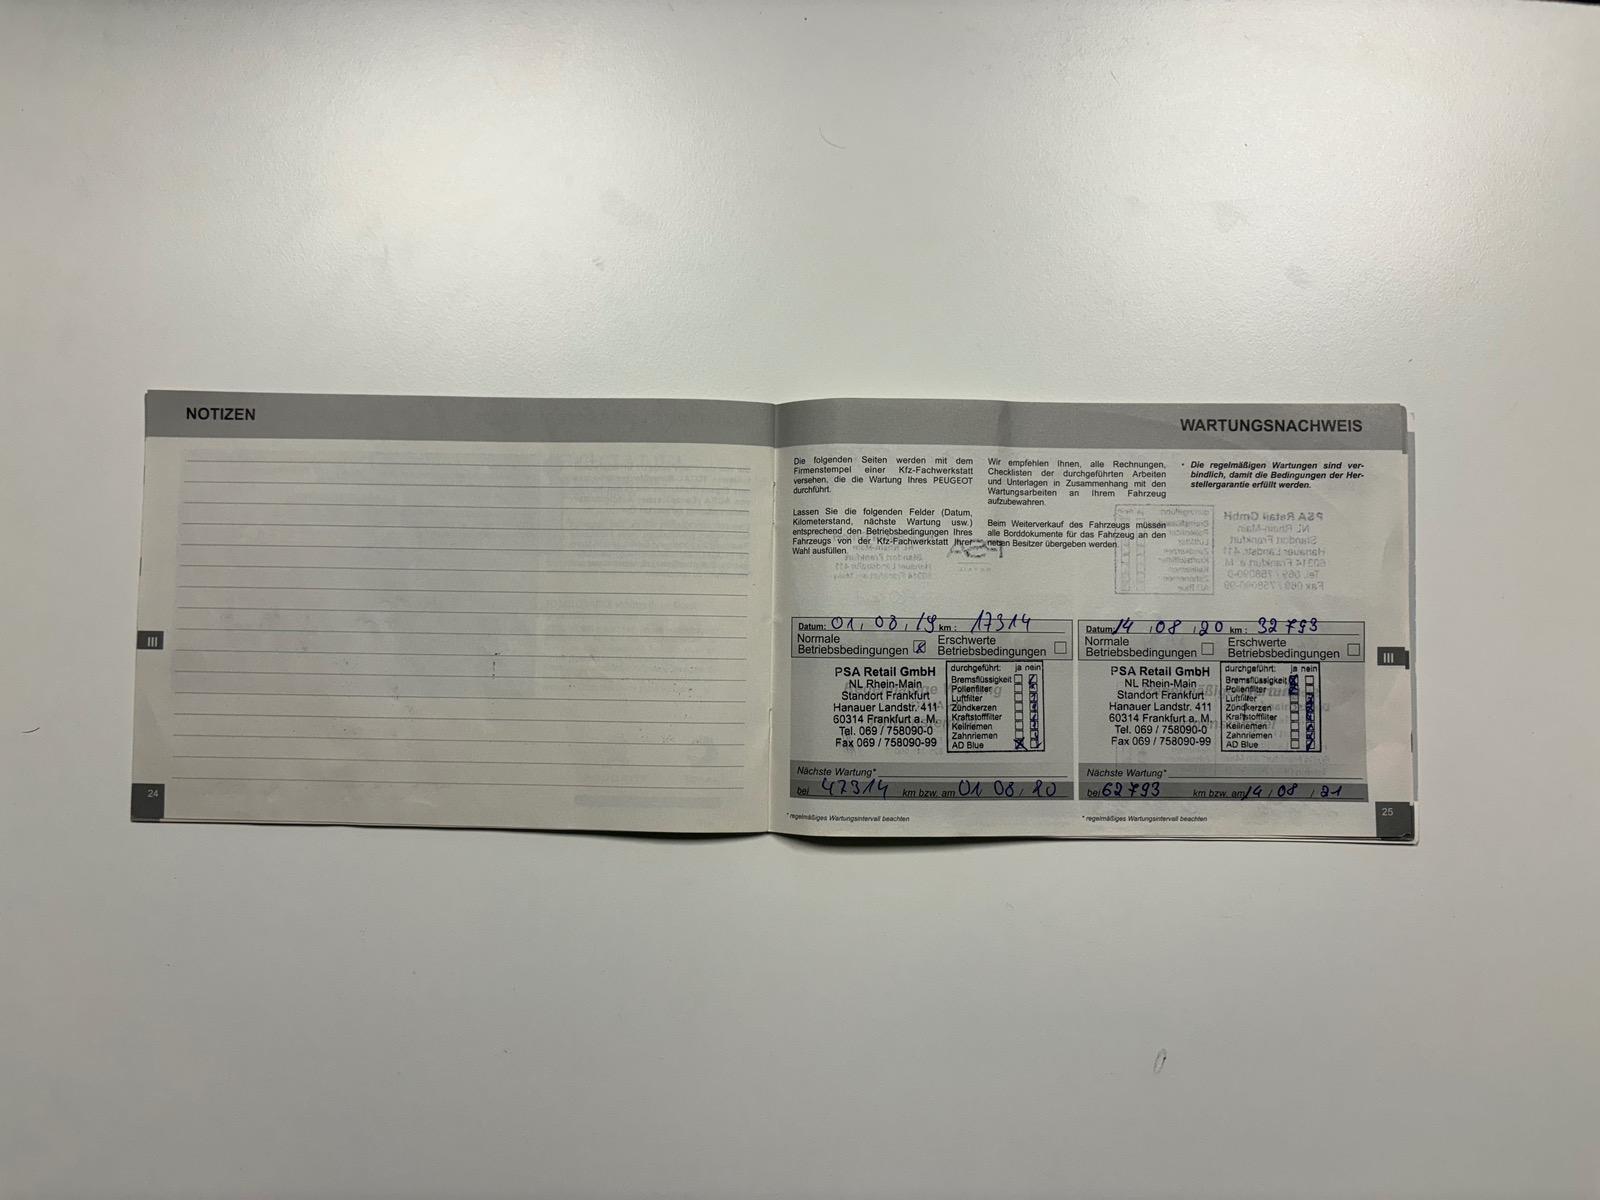 NOTIZEN
III
24
WARTUNGSNACHWEIS
Die folgenden Seiten werden mit dem
Firmenstempel einer Kfz-Fachwerkstatt
versehen, die die Wartung Ihres PEUGEOT
durchführt.
Lassen Sie die folgenden Felder (Datum,
Kilometerstand, nächste Wartung usw.)
entsprechend den Betriebsbedingungen Ihres
Fahrzeugs von der Kfz-Fachwerkstatt Ihrer
Wahl ausfüllen.
Wir empfehlen Ihnen, alle Rechnungen,
Checklisten der durchgeführten Arbeiten
und Unterlagen in Zusammenhang mit den
Wartungsarbeiten an Ihrem Fahrzeug
aufzubewahren.
Beim Weiterverkauf des Fahrzeugs müssen
alle Borddokumente für das Fahrzeug an den
neuen Besitzer übergeben werden.
• Die regelmäßigen Wartungen sind ver-
bindlich, damit die Bedingungen der Her-
stellergarantie erfüllt werden.
Datum: 01. 08. 19 km: 17314
Normale
Betriebsbedingungen
Erschwerte
Betriebsbedingungen
PSA Retail GmbH
NL Rhein-Main
Standort Frankfurt
Hanauer Landstr. 411
60314 Frankfurt a. M.
Tel. 069 / 758090-0
Fax 069 / 758090-99
durchgeführt: ja nein
Bremsflüssigkeit
Pollenfilter
Luftfilter
Zündkerzen
Kraftstofffilter
Keilriemen
Zahnriemen
AD Blue
Nächste Wartung*
bei 47314 km bzw. am 01 08. 20
* regelmäßiges Wartungsintervall beachten
Datum: 14 .08 .20 km: 32793
Normale
Betriebsbedingungen
Erschwerte
Betriebsbedingungen
PSA Retail GmbH
NL Rhein-Main
Standort Frankfurt
Hanauer Landstr. 411
60314 Frankfurt a. M.
Tel. 069 / 758090-0
Fax 069 / 758090-99
durchgeführt: ja nein
Bremsflüssigkeit
Pollenfilter
Luftfilter
Zündkerzen
Kraftstofffilter
Keilriemen
Zahnriemen
AD Blue
Nächste Wartung*
bei 62793 km bzw. am 14 . 08 . 21
* regelmäßiges Wartungsintervall beachten
III
25